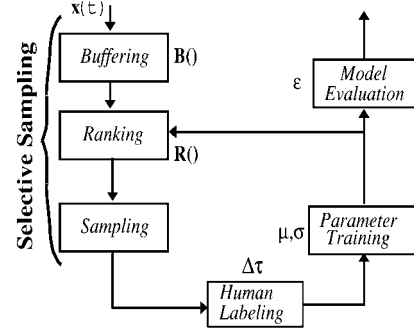 x(t)
Selective Sampling
Buffering
B()
Ranking
R()
Sampling
Δτ
Human
Labeling
μ,σ
Parameter
Training
ε
Model
Evaluation